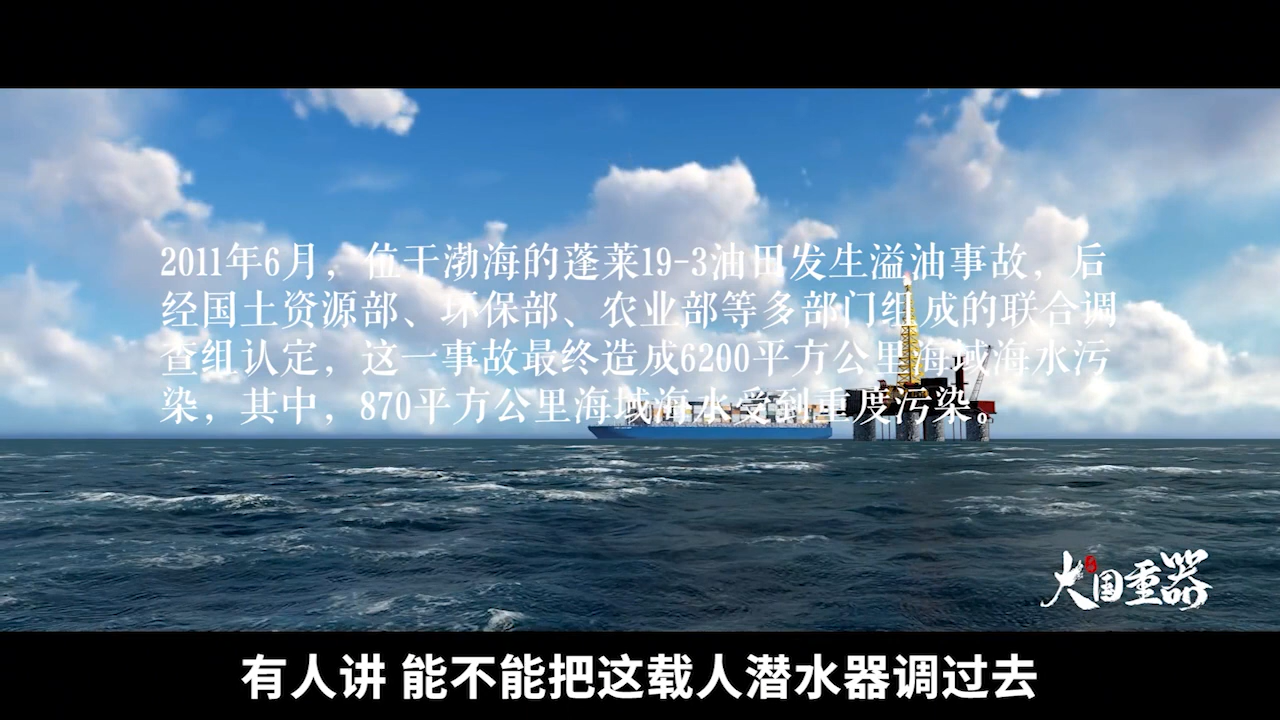 2011年6月，位于渤海的蓬莱19-3油田发生溢油事故，后
经国土资源部、环保部、农业部等多部门组成的联合调
查组认定，这一事故最终造成6200平方公里海域海水污
染，其中，870平方公里海域海水受到重度污染。
大国重器
有人讲 能不能把这载人潜水器调过去